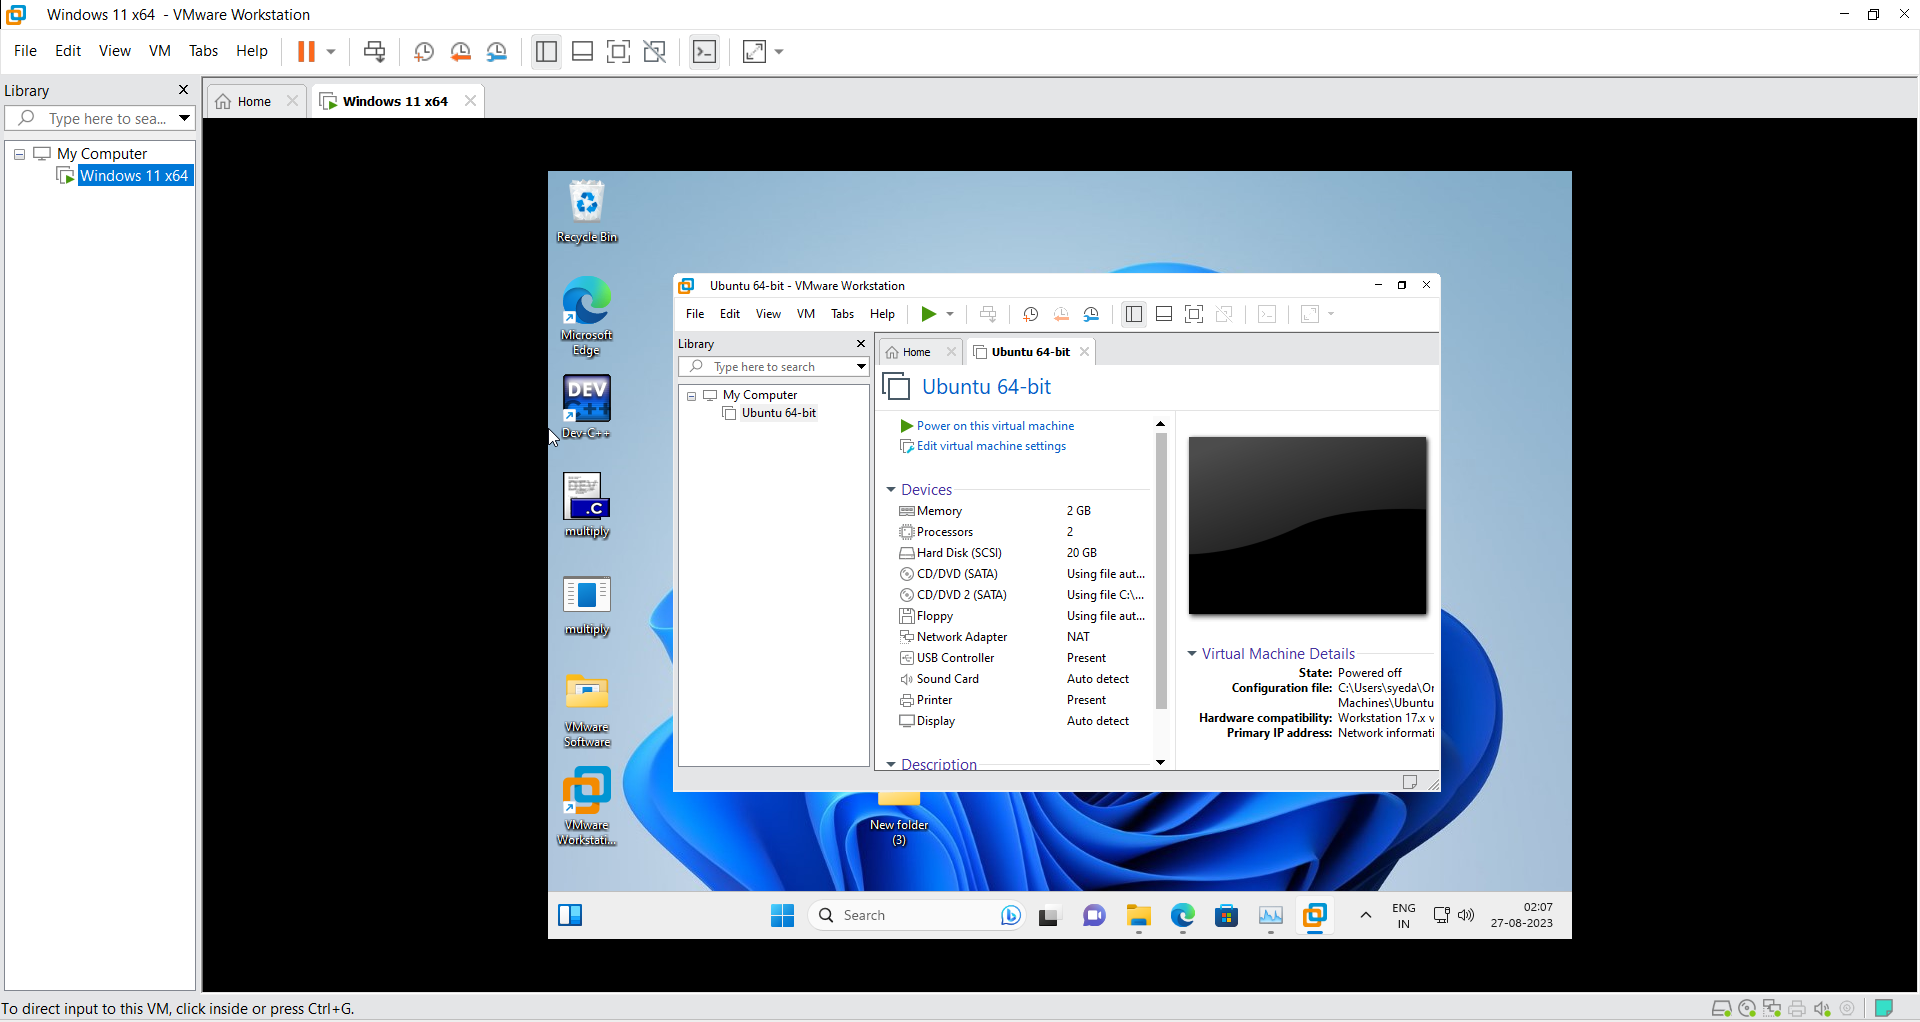 Windows 11 x64 - VMware Workstation
File Edit View VM Tabs Help
Library
Type here to sea...
My Computer
Windows 11 x64
Home
Windows 11 x64
Recycle Bin
Microsoft
Edge
DEV
C++
Dev-C++
DEV
.C
multiply
multiply
VMware
Software
VMware
Workstati...
Ubuntu 64-bit - VMware Workstation
File Edit View VM Tabs Help
Library
Type here to search
My Computer
Ubuntu 64-bit
Home
Ubuntu 64-bit
Ubuntu 64-bit
Power on this virtual machine
Edit virtual machine settings
Devices
Memory 2 GB
Processors 2
Hard Disk (SCSI) 20 GB
CD/DVD (SATA) Using file aut...
CD/DVD 2 (SATA) Using file C:\...
Floppy Using file aut...
Network Adapter NAT
USB Controller Present
Sound Card Auto detect
Printer Present
Display Auto detect
Description
Virtual Machine Details
State: Powered off
Configuration file: C:\Users\syeda\Or
Machines\Ubuntu
Hardware compatibility: Workstation 17.x v
Primary IP address: Network informati
New folder
(3)
Search
ENG
IN
02:07
27-08-2023
To direct input to this VM, click inside or press Ctrl+G.